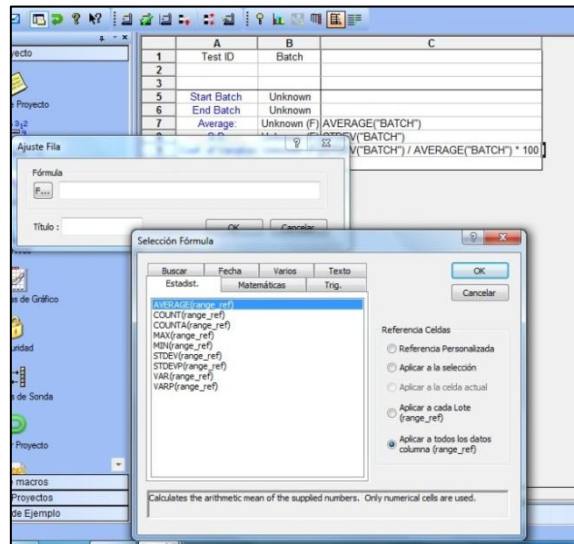 yecto
Proyecto
as de Gráfico
uridad
s de Sonda
Proyecto
macros
Proyectos
de Ejemplo
A B C
1 Test ID Batch
2
3
5 Start Batch Unknown
6 End Batch Unknown
7 Average: Unknown (F) AVERAGE("BATCH")
STDEV("BATCH")
V("BATCH") / AVERAGE("BATCH") * 100
Ajuste Fila
Fórmula
F...
Título :
OK Cancelar
Selección Fórmula
Buscar Fecha Varios Texto
Estadist. Matemáticas Trig.
AVERAGE(range_ref)
COUNT(range_ref)
COUNTA(range_ref)
MAX(range_ref)
MIN(range_ref)
STDEV(range_ref)
STDEVP(range_ref)
VAR(range_ref)
VARP(range_ref)
OK
Cancelar
Referencia Celdas
Referencia Personalizada
Aplicar a la selección
Aplicar a la celda actual
Aplicar a cada Lote
(range_ref)
Aplicar a todos los datos
columna (range_ref)
Calculates the arithmetic mean of the supplied numbers. Only numerical cells are used.